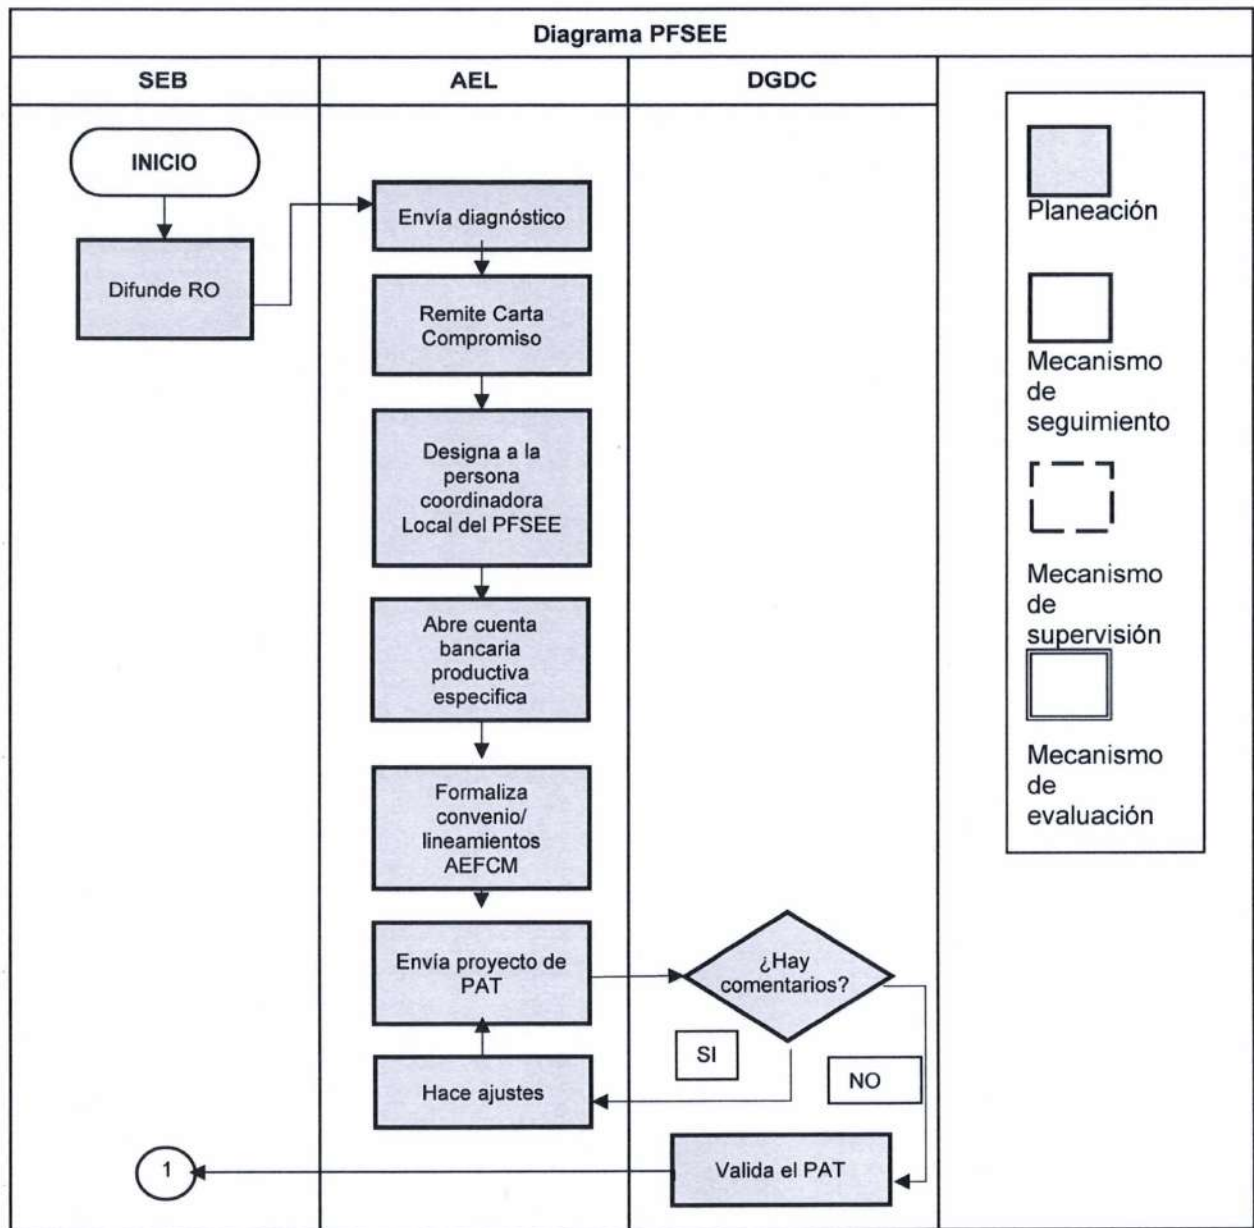 Diagrama PFSEE
SEB
AEL
DGDC
INICIO
Difunde RO
Envía diagnóstico
Remite Carta
Compromiso
Designa a la
persona
coordinadora
Local del PFSEE
Abre cuenta
bancaria
productiva
especifica
Formaliza
convenio/
lineamientos
AEFCM
Envía proyecto de
PAT
¿Hay
comentarios?
SI
NO
Hace ajustes
Valida el PAT
1
Planeación
Mecanismo
de
seguimiento
Mecanismo
de
supervisión
Mecanismo
de
evaluación